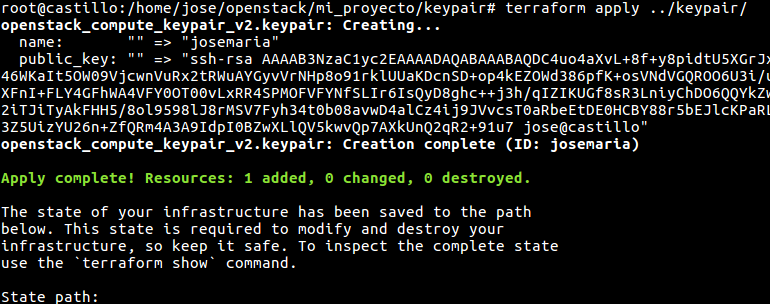 root@castillo:/home/jose/openstack/mi_proyecto/keypair# terraform apply ../keypair/
openstack_compute_keypair_v2.keypair: Creating...
  name:       "" => "josemaria"
  public_key: "" => "ssh-rsa AAAAB3NzaC1yc2EAAAADAQABAAABAQDC4uo4aXvL+8f+y8pidtU5XGrJx
46WKaIt5OW09VjcwnVuRx2tRWuAYGyvVrNHp8o91rklUUaKDcnSD+op4kEZOWd386pfK+osVNdVGQROO6U3i/u
XFnI+FLY4GFhWA4VFY0OT00vLxRR4SPMOFVFYNfSLIr6IsQyD8ghc++j3h/qIZIKUGf8sR3LniyChDO6QQYkZw
2iTJiTyAkFHH5/8ol9598lJ8rMSV7Fyh34t0b08avwD4alCz4ij9JVvcsT0aRbeEtDE0HCBY88r5bEJlcKPaRL
3Z5UizYU26n+ZfQRm4A3A9IdpI0BZwXLlQV5kwvQp7AXkUnQ2qR2+91u7 jose@castillo"
openstack_compute_keypair_v2.keypair: Creation complete (ID: josemaria)
Apply complete! Resources: 1 added, 0 changed, 0 destroyed.
The state of your infrastructure has been saved to the path
below. This state is required to modify and destroy your
infrastructure, so keep it safe. To inspect the complete state
use the `terraform show` command.
State path: